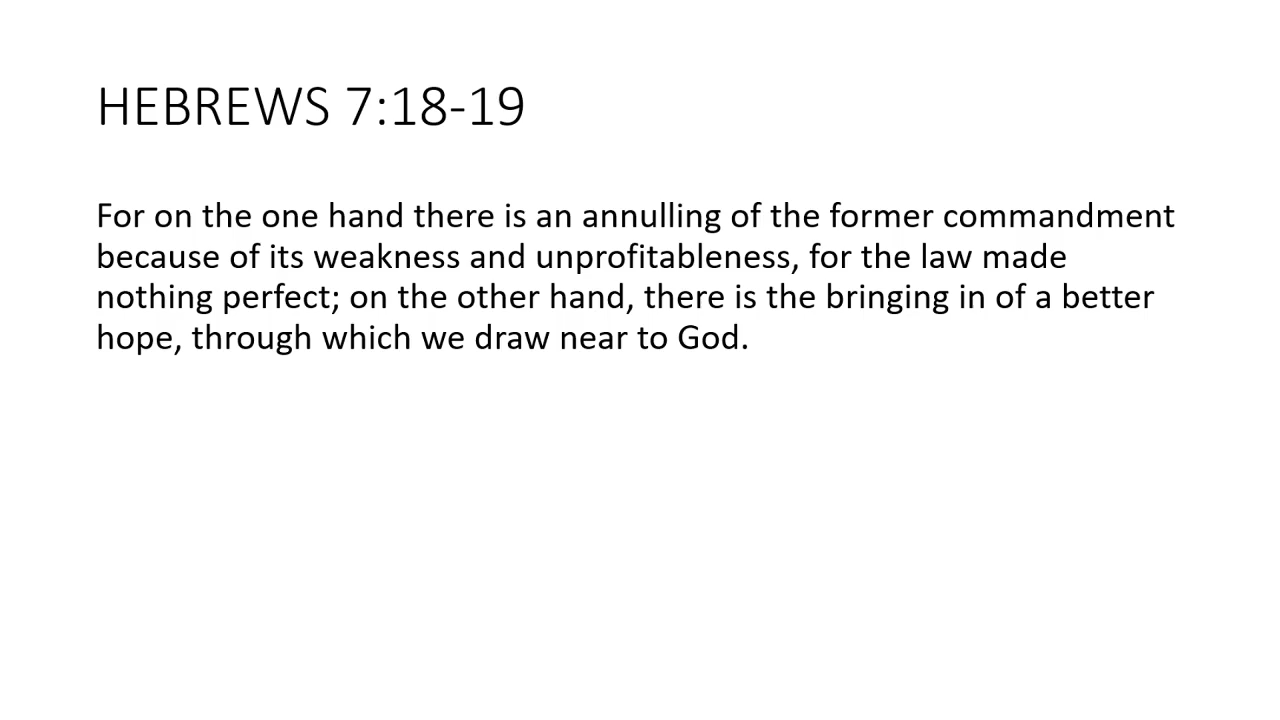 HEBREWS 7:18-19
For on the one hand there is an annulling of the former commandment
because of its weakness and unprofitableness, for the law made
nothing perfect; on the other hand, there is the bringing in of a better
hope, through which we draw near to God.